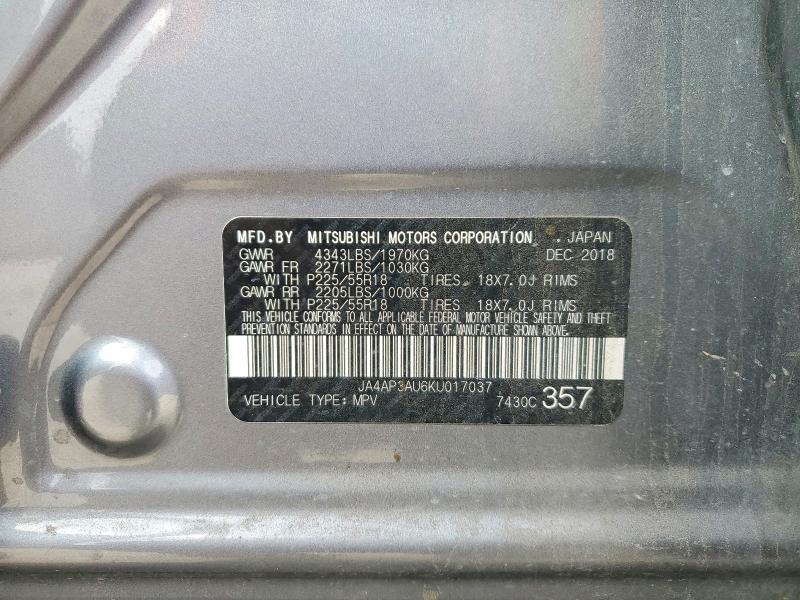 MFD.BY MITSUBISHI MOTORS CORPORATION . JAPAN
GVWR 4343LBS/1970KG DEC 2018
GAWR FR 2271LBS/1030KG
WITH P225/55R18 TIRES, 18X7.0J RIMS
GAWR RR 2205LBS/1000KG
WITH P225/55R18 TIRES, 18X7.0J RIMS
THIS VEHICLE CONFORMS TO ALL APPLICABLE FEDERAL MOTOR VEHICLE SAFETY AND THEFT
PREVENTION STANDARDS IN EFFECT ON THE DATE OF MANUFACTURE SHOWN ABOVE.
JA4AP3AU6KU017037
VEHICLE TYPE: MPV 7430C 357